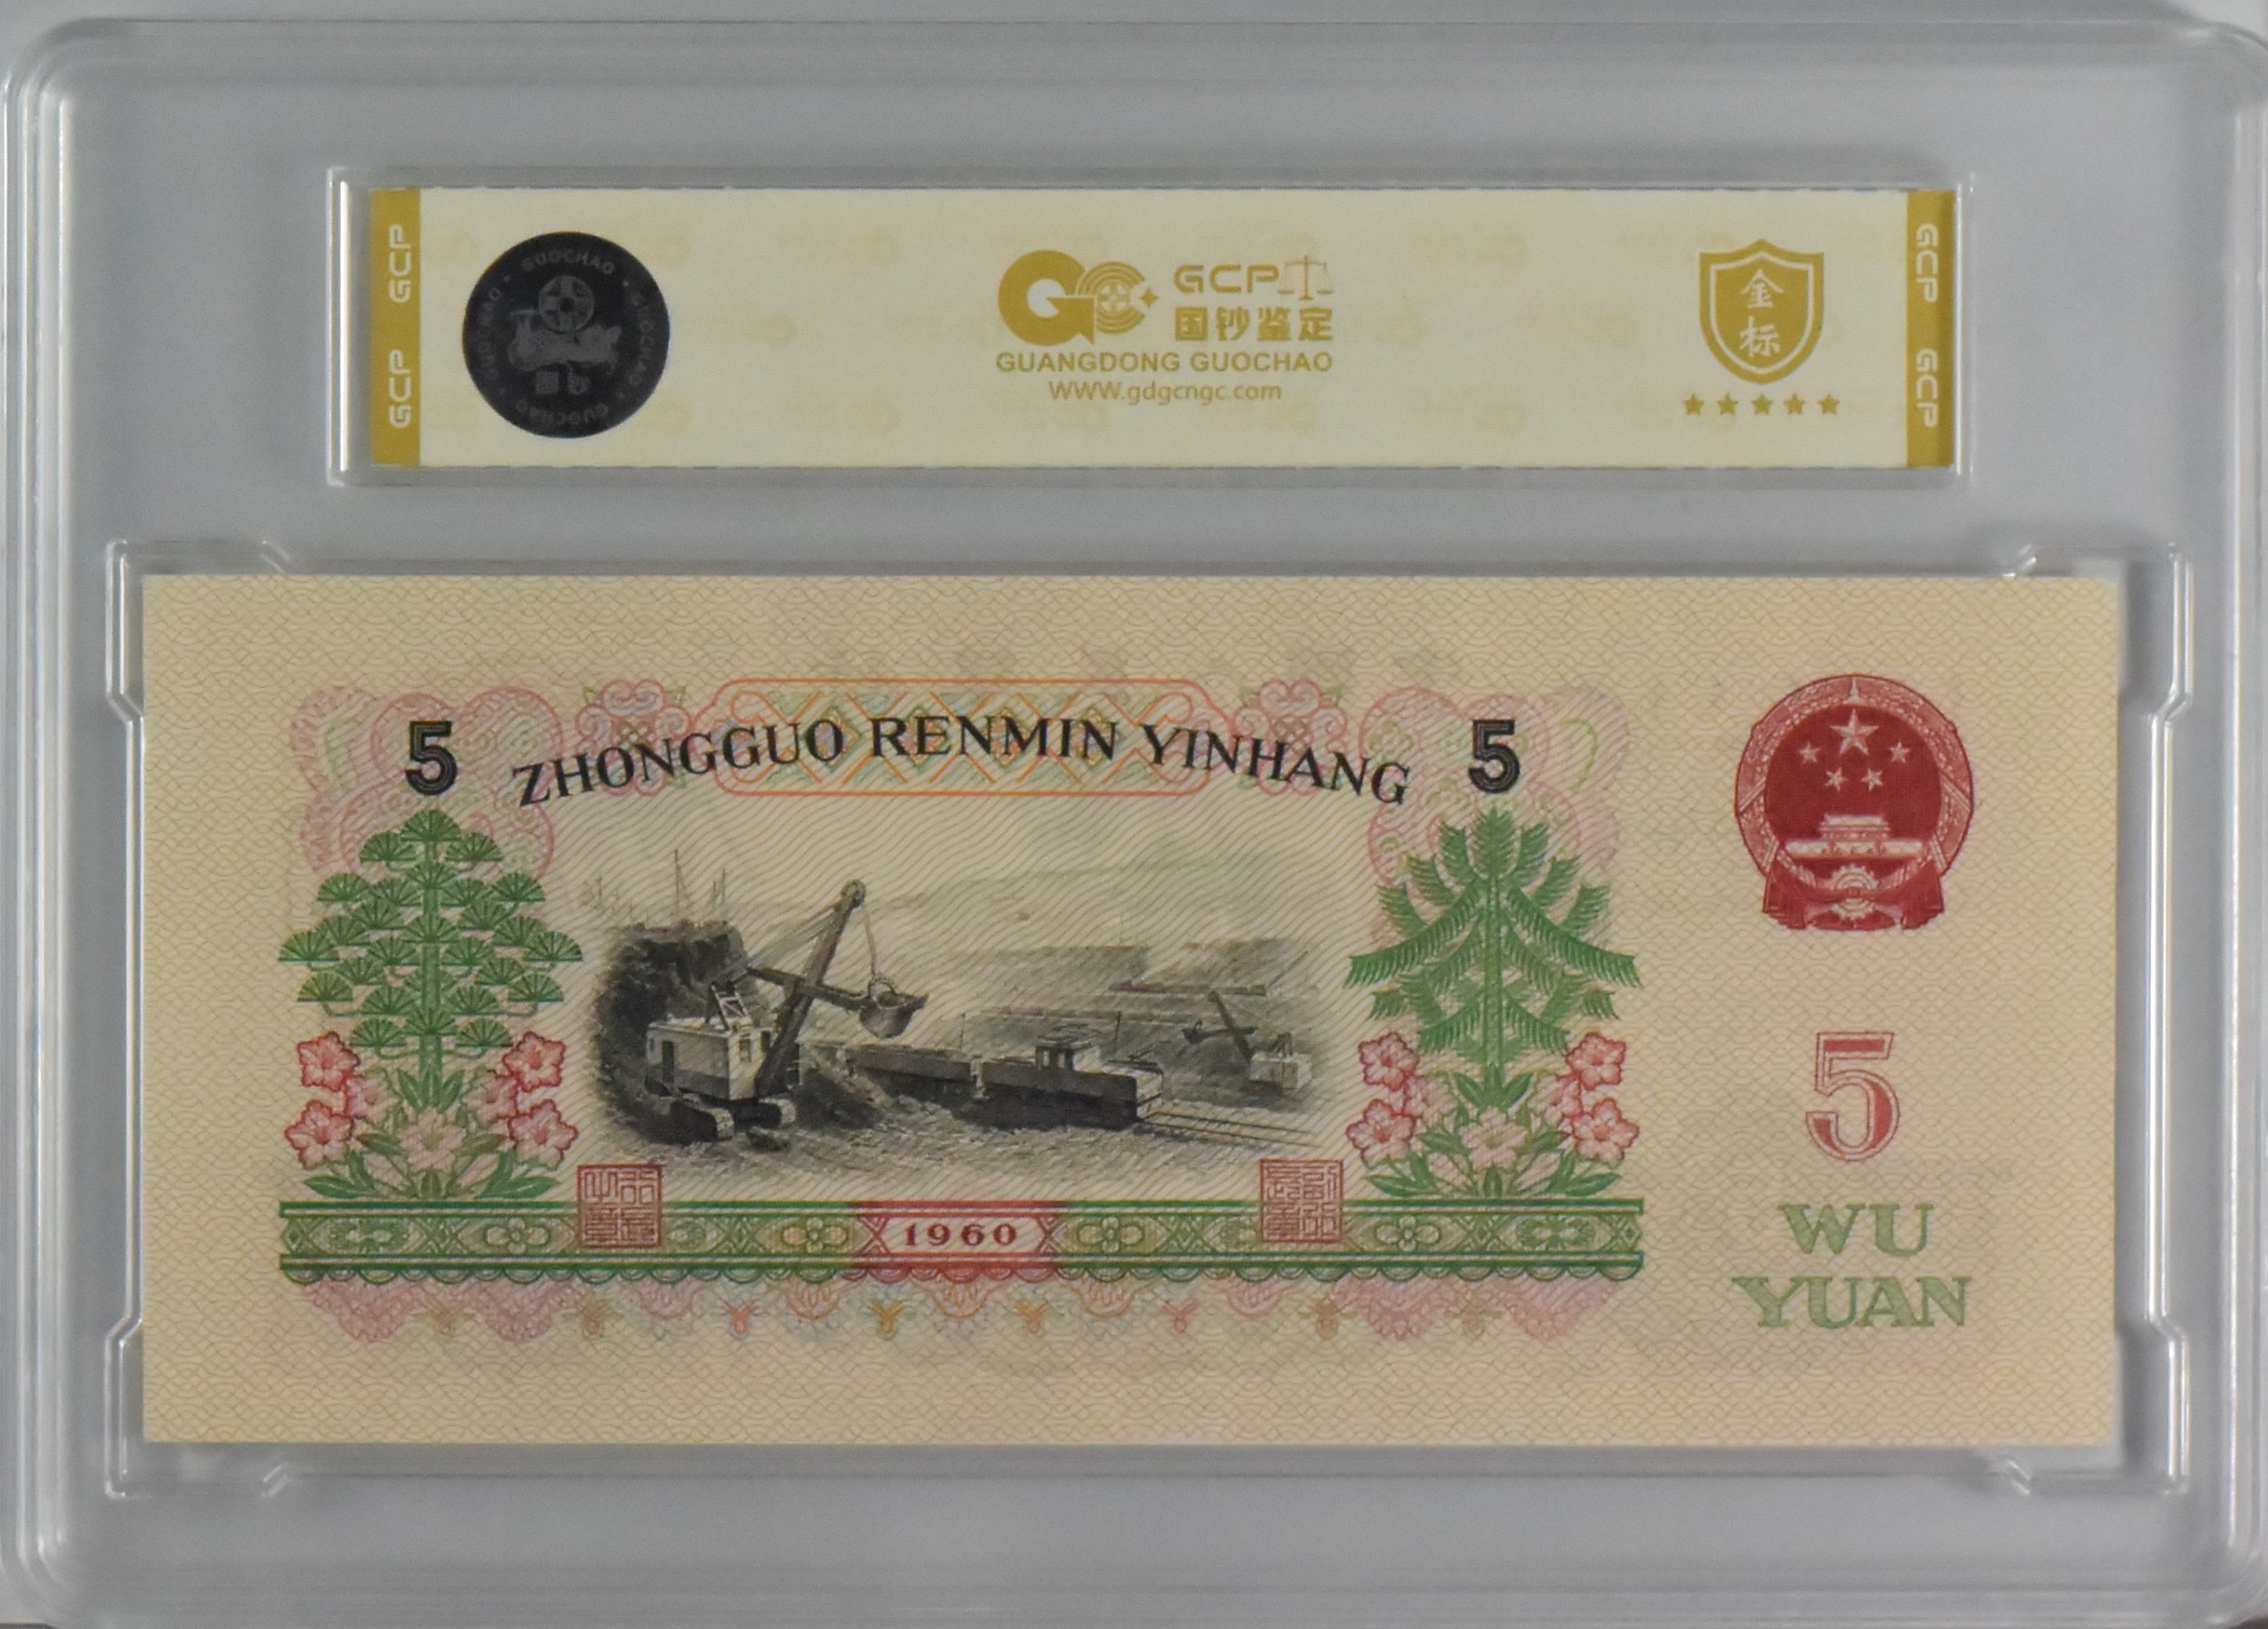 GCP GCP
GUOCHAO
GCP
国钞鉴定
GUANGDONG GUOCHAO
WWW.gdgcngc.com
金
标
GCP GCP
5 ZHONGGUO RENMIN YINHANG 5
1960
5
WU
YUAN